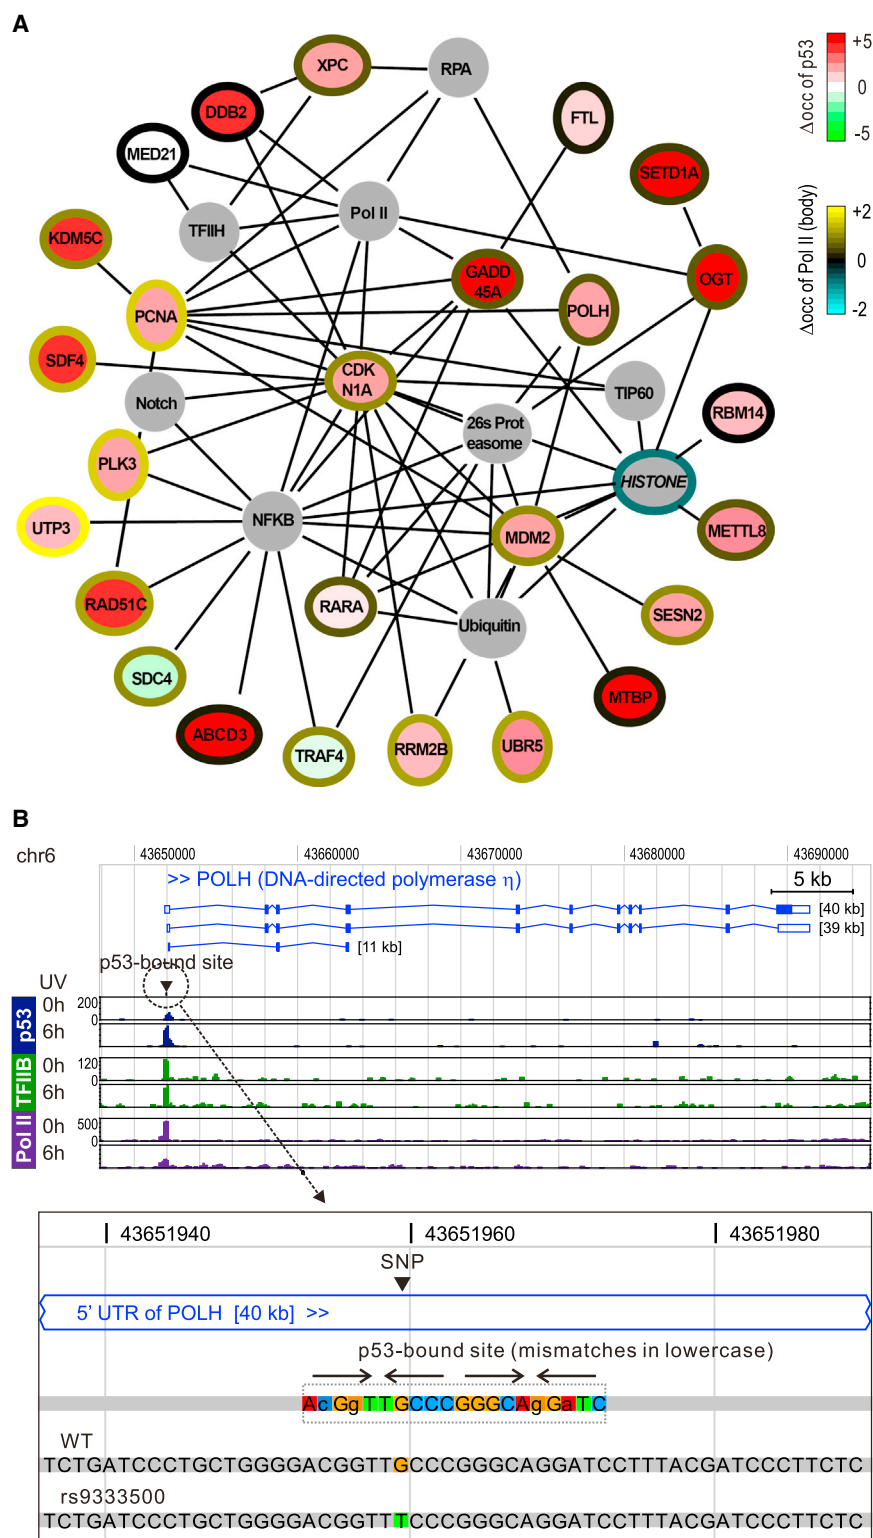 A
XPC
RPA
DDB2
FTL
MED21
SETD1A
TFIIH
Pol II
KDM5C
GADD
45A
OGT
PCNA
POLH
SDF4
CDK
N1A
Notch
TIP60
RBM14
26s Prot
easome
PLK3
HISTONE
UTP3
NFKB
MDM2
METTL8
RAD51C
RARA
Ubiquitin
SESN2
SDC4
MTBP
ABCD3
TRAF4
RRM2B
UBR5
Δocc of p53
+5
0
-5
Δocc of Pol II (body)
+2
0
-2
B
chr6
43650000 43660000 43670000 43680000 43690000
>> POLH (DNA-directed polymerase η)
5 kb
[40 kb]
[39 kb]
[11 kb]
p53-bound site
UV
p53
0h 200
0
6h
TFIIB
0h 120
0
6h
Pol II
0h 500
0
6h
43651940 43651960 43651980
SNP
5' UTR of POLH [40 kb] >>
p53-bound site (mismatches in lowercase)
AcGgTTGCCCGGGCAgGaTC
WT
TCTGATCCCTGCTGGGGACGGTTGCCCGGGCAGGATCCTTTACGATCCCTTCTC
rs9333500
TCTGATCCCTGCTGGGGACGGTTTCCCGGGCAGGATCCTTTACGATCCCTTCTC